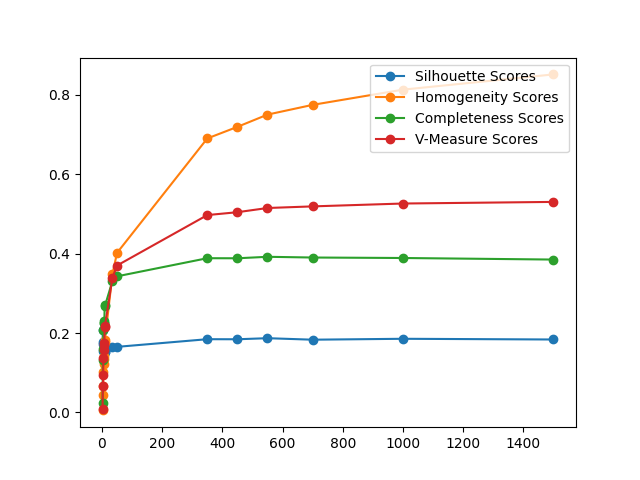 Silhouette Scores
Homogeneity Scores
Completeness Scores
V-Measure Scores
0.8
0.6
0.4
0.2
0.0
0 200 400 600 800 1000 1200 1400